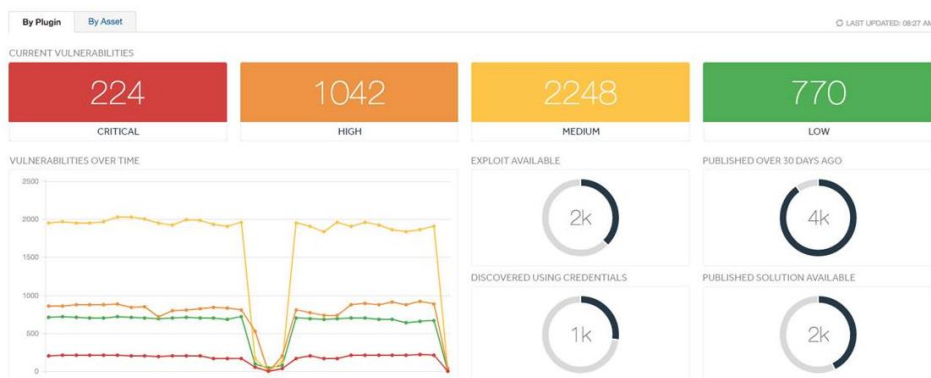 By Plugin By Asset LAST UPDATED: 08:27 AM
CURRENT VULNERABILITIES
224 1042 2248 770
CRITICAL HIGH MEDIUM LOW
VULNERABILITIES OVER TIME EXPLOIT AVAILABLE PUBLISHED OVER 30 DAYS AGO
2500
2000
1500
1000
500
0
2k 4k
DISCOVERED USING CREDENTIALS PUBLISHED SOLUTION AVAILABLE
1k 2k